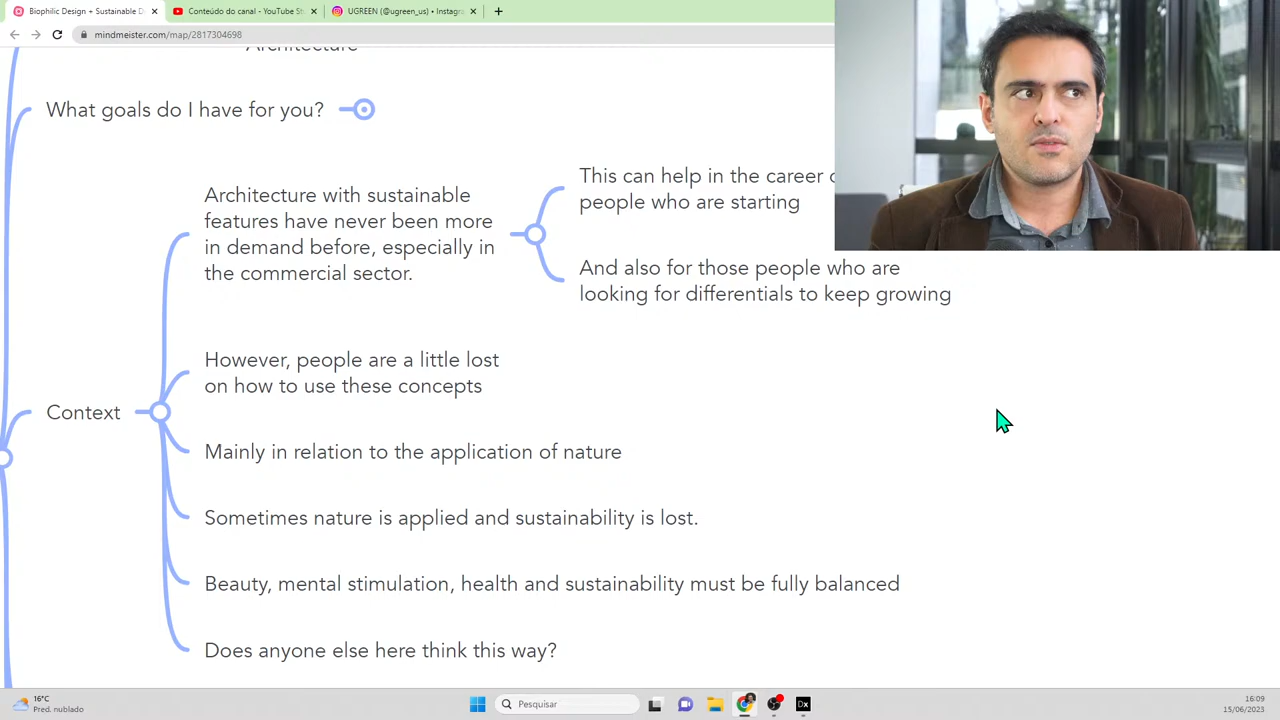 Biophilic Design + Sustainable D
Conteúdo do canal - YouTube St
UGREEN (@ugreen_us) • Instagra
mindmeister.com/map/2817304698
Architecture
What goals do I have for you?
This can help in the career
people who are starting
Architecture with sustainable
features have never been more
in demand before, especially in
the commercial sector.
And also for those people who are
looking for differentials to keep growing
However, people are a little lost
on how to use these concepts
Context
Mainly in relation to the application of nature
Sometimes nature is applied and sustainability is lost.
Beauty, mental stimulation, health and sustainability must be fully balanced
Does anyone else here think this way?
16°C
Pred. nublado
Pesquisar
Dx
16:09
15/06/2023